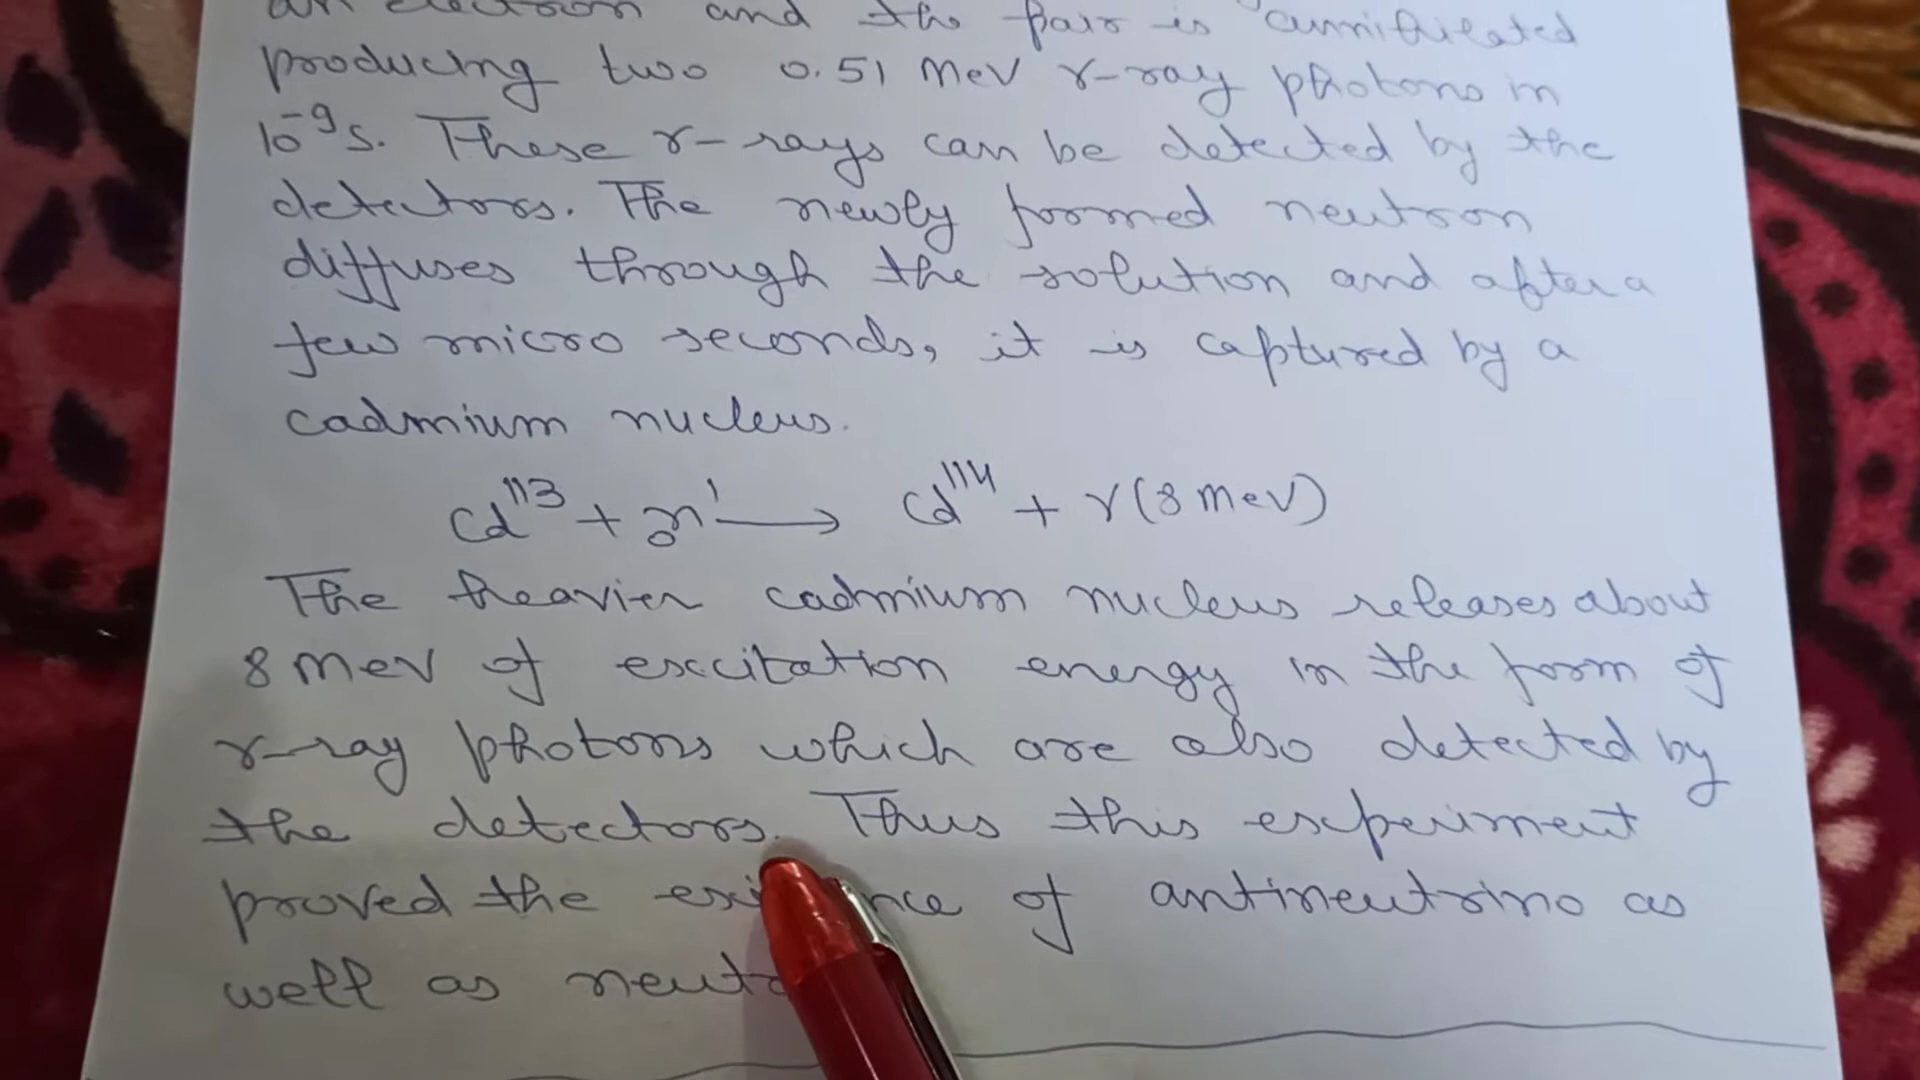 an electron and the pair is annihilated
producing two 0.51 MeV γ-ray photons in
10⁻⁹s. These γ-rays can be detected by the
detectors. The newly formed neutron
diffuses through the solution and after a
few micro seconds, it is captured by a
cadmium nucleus.
Cd¹¹³ + ₀n¹ ⟶ Cd¹¹⁴ + γ (8 MeV)
The heavier cadmium nucleus releases about
8 MeV of excitation energy in the form of
γ-ray photons which are also detected by
the detectors. Thus this experiment
proved the of antineutrino as
well as